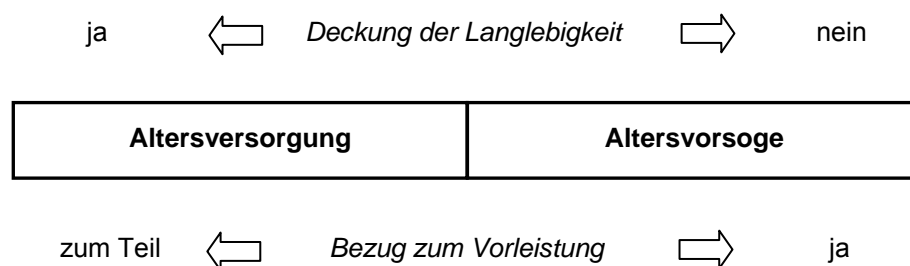 ja Deckung der Langlebigkeit nein
Altersversorgung Altersvorsoge
zum Teil Bezug zum Vorleistung ja